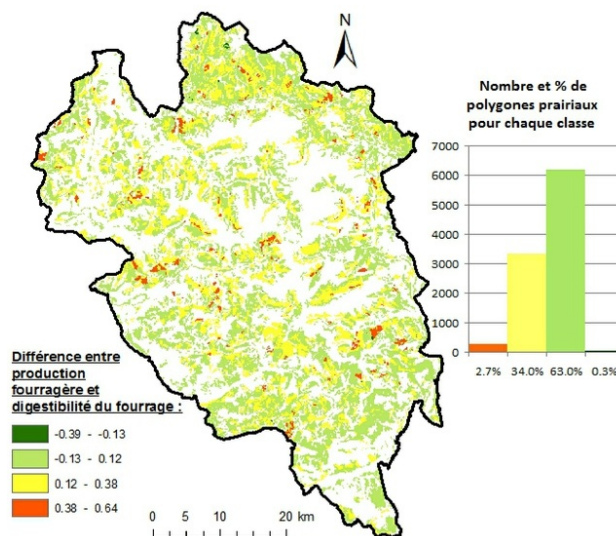 N
Nombre et % de
polygones prairiaux
pour chaque classe
7000
6000
5000
4000
3000
2000
1000
0
2.7% 34.0% 63.0% 0.3%
Différence entre
production
fourragère et
digestibilité du fourrage :
-0.39 - -0.13
-0.13 - 0.12
0.12 - 0.38
0.38 - 0.64
0 5 10 20 km